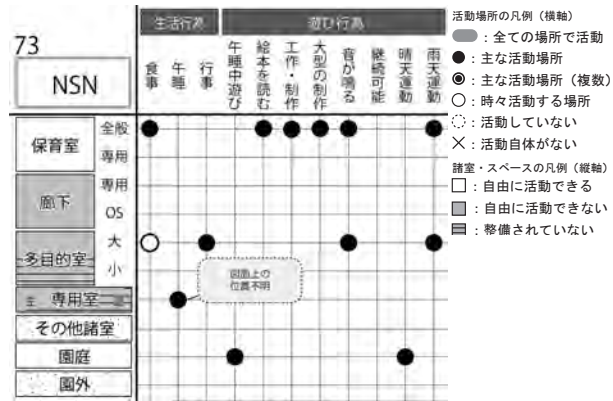 73
NSN
生活行為
遊び行為
食事
午睡
行事
午睡中遊び
絵本を読む
工作・制作
大型の制作
音が鳴る
継続可能
晴天運動
雨天運動
保育室
全般
専用
廊下
専用
OS
多目的室
大
小
専用室
その他諸室
園庭
園外
図面上の
位置不明
活動場所の凡例（横軸）
：全ての場所で活動
：主な活動場所
：主な活動場所（複数）
：時々活動する場所
：活動していない
：活動自体がない
諸室・スペースの凡例（縦軸）
：自由に活動できる
：自由に活動できない
：整備されていない